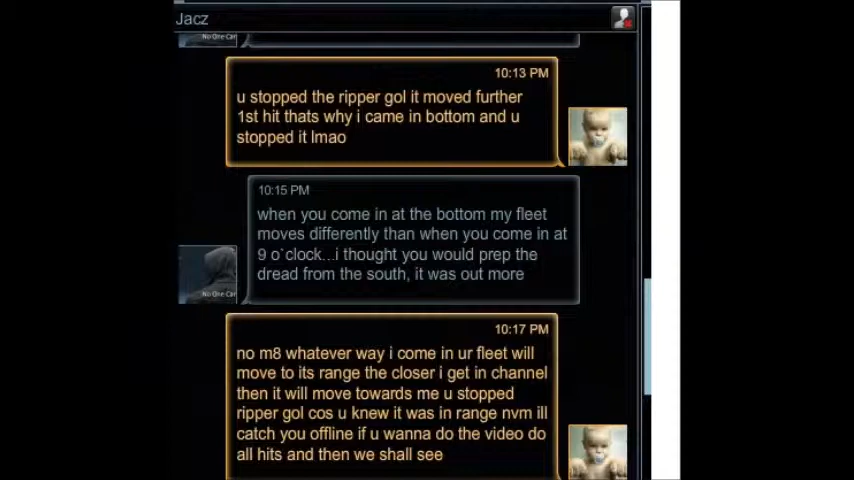 Jacz
No One Car
10:13 PM
u stopped the ripper gol it moved further
1st hit thats why i came in bottom and u
stopped it lmao
10:15 PM
when you come in at the bottom my fleet
moves differently than when you come in at
9 o`clock...i thought you would prep the
dread from the south, it was out more
No One Car
10:17 PM
no m8 whatever way i come in ur fleet will
move to its range the closer i get in channel
then it will move towards me u stopped
ripper gol cos u knew it was in range nvm ill
catch you offline if u wanna do the video do
all hits and then we shall see